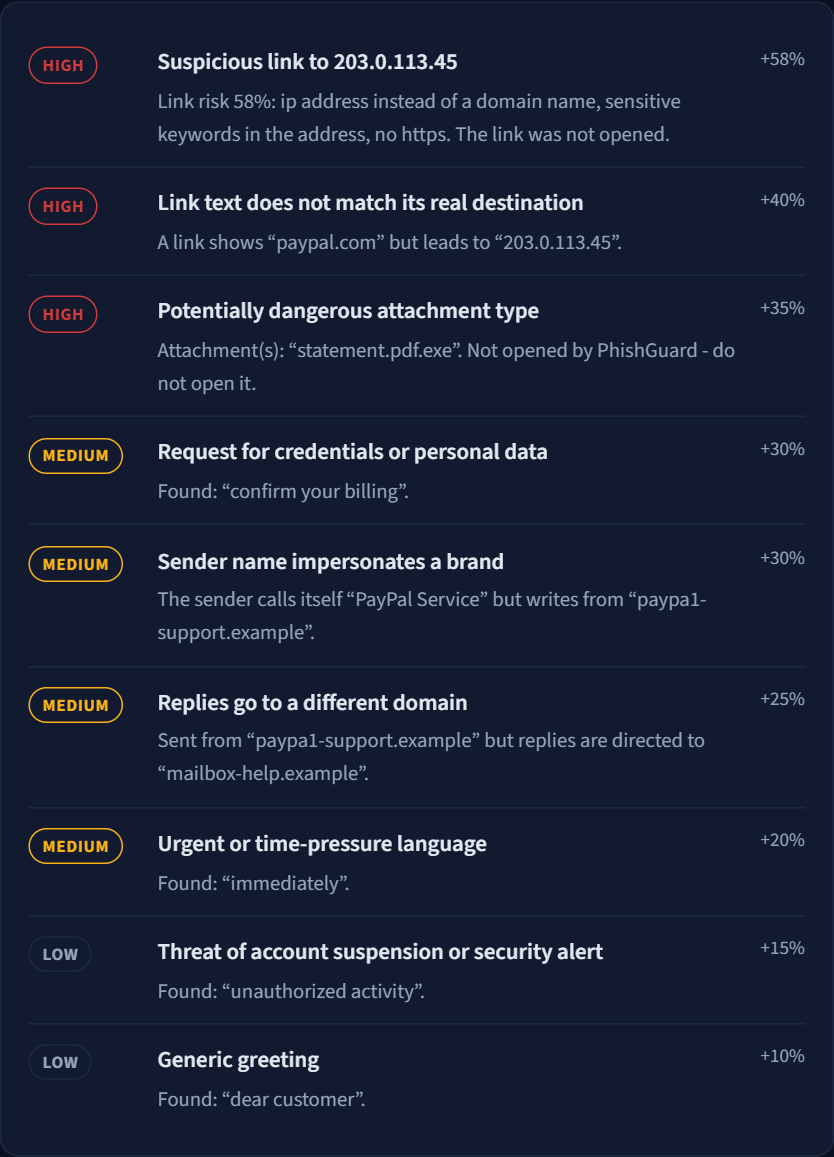 HIGH
Suspicious link to 203.0.113.45
+58%
Link risk 58%: ip address instead of a domain name, sensitive
keywords in the address, no https. The link was not opened.
HIGH
Link text does not match its real destination
+40%
A link shows “paypal.com” but leads to “203.0.113.45”.
HIGH
Potentially dangerous attachment type
+35%
Attachment(s): “statement.pdf.exe”. Not opened by PhishGuard - do
not open it.
MEDIUM
Request for credentials or personal data
+30%
Found: “confirm your billing”.
MEDIUM
Sender name impersonates a brand
+30%
The sender calls itself “PayPal Service” but writes from “paypa1-
support.example”.
MEDIUM
Replies go to a different domain
+25%
Sent from “paypa1-support.example” but replies are directed to
“mailbox-help.example”.
MEDIUM
Urgent or time-pressure language
+20%
Found: “immediately”.
LOW
Threat of account suspension or security alert
+15%
Found: “unauthorized activity”.
LOW
Generic greeting
+10%
Found: “dear customer”.